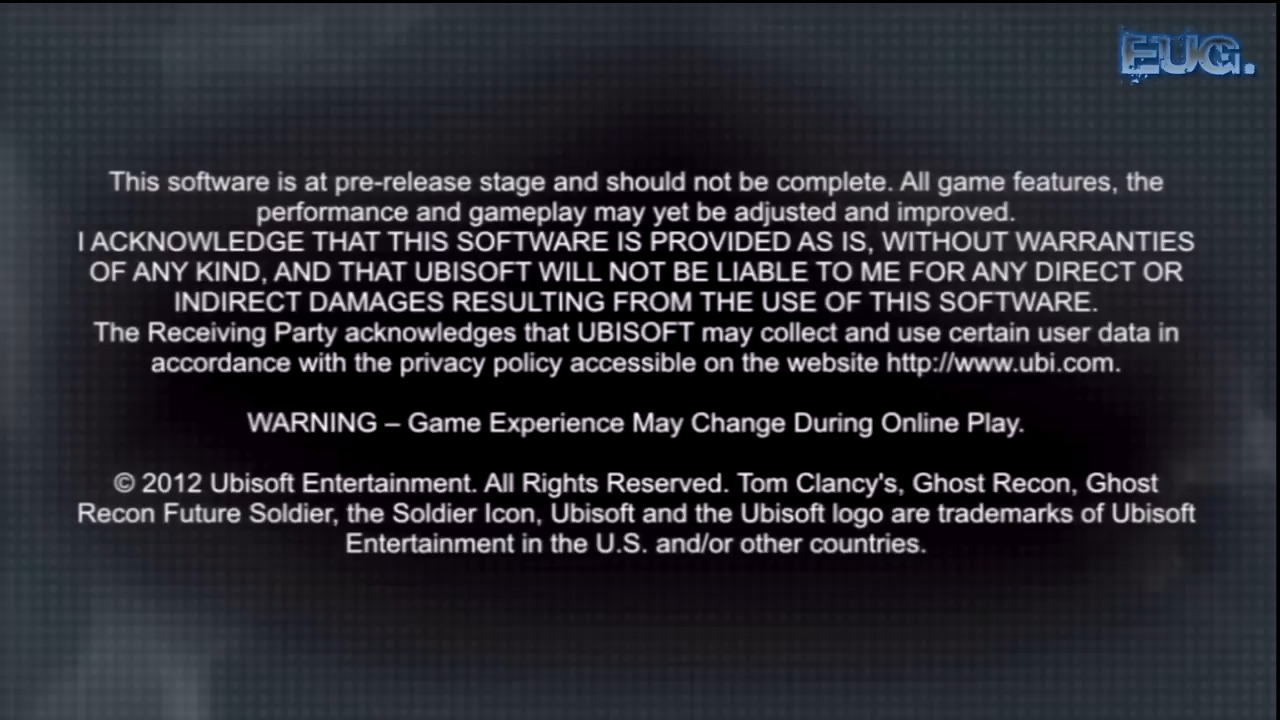 EUG.
This software is at pre-release stage and should not be complete. All game features, the
performance and gameplay may yet be adjusted and improved.
I ACKNOWLEDGE THAT THIS SOFTWARE IS PROVIDED AS IS, WITHOUT WARRANTIES
OF ANY KIND, AND THAT UBISOFT WILL NOT BE LIABLE TO ME FOR ANY DIRECT OR
INDIRECT DAMAGES RESULTING FROM THE USE OF THIS SOFTWARE.
The Receiving Party acknowledges that UBISOFT may collect and use certain user data in
accordance with the privacy policy accessible on the website http://www.ubi.com.
WARNING – Game Experience May Change During Online Play.
© 2012 Ubisoft Entertainment. All Rights Reserved. Tom Clancy's, Ghost Recon, Ghost
Recon Future Soldier, the Soldier Icon, Ubisoft and the Ubisoft logo are trademarks of Ubisoft
Entertainment in the U.S. and/or other countries.